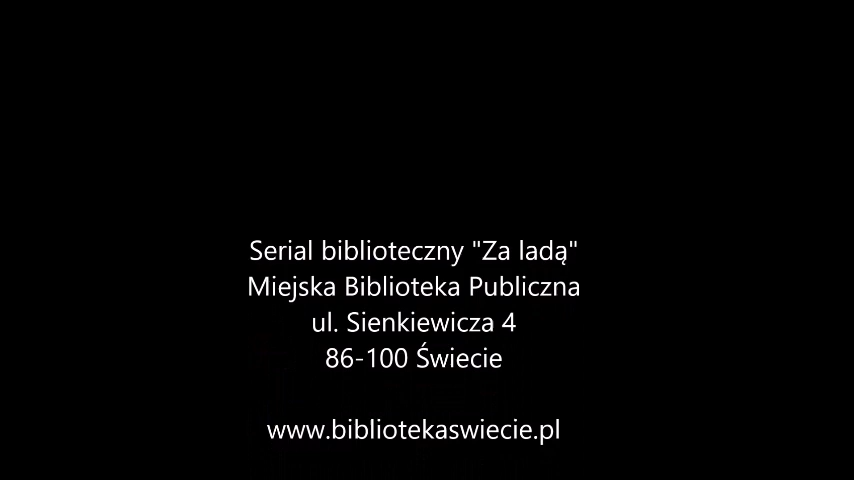 Serial biblioteczny "Za ladą"
Miejska Biblioteka Publiczna
ul. Sienkiewicza 4
86-100 Świecie
www.bibliotekaswiecie.pl